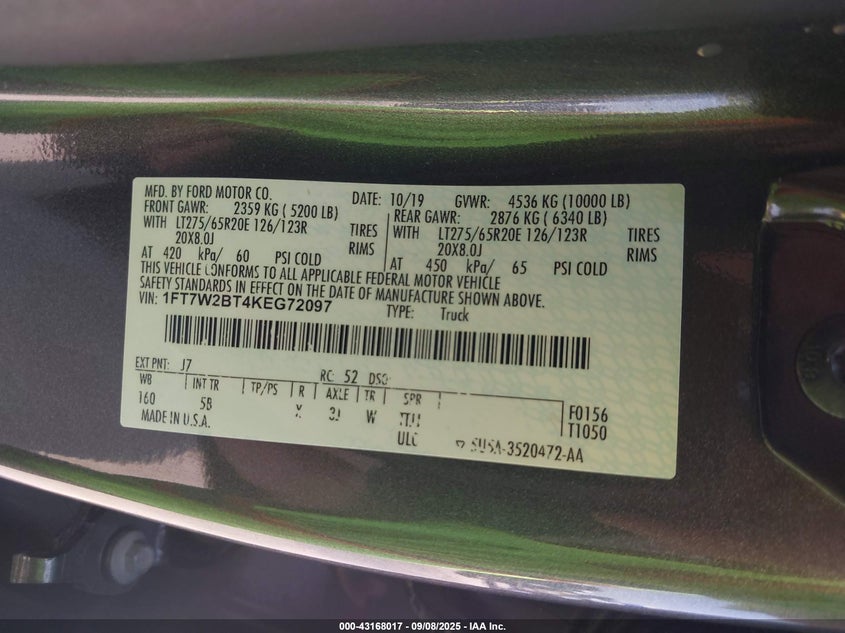 MFD. BY FORD MOTOR CO. DATE: 10/19 GVWR: 4536 KG (10000 LB)
FRONT GAWR: 2359 KG (5200 LB) REAR GAWR: 2876 KG (6340 LB)
WITH LT275/65R20E 126/123R TIRES WITH LT275/65R20E 126/123R TIRES
20X8.0J RIMS 20X8.0J RIMS
AT 420 kPa/ 60 PSI COLD AT 450 kPa/ 65 PSI COLD
THIS VEHICLE CONFORMS TO ALL APPLICABLE FEDERAL MOTOR VEHICLE
SAFETY STANDARDS IN EFFECT ON THE DATE OF MANUFACTURE SHOWN ABOVE.
VIN: 1FT7W2BT4KEG72097 TYPE: Truck
EXT PNT: J7 RC: 52 DSO:
WB INT TR TP/PS R AXLE TR SPR
160 5B X 3J W F0156
MADE IN U.S.A. T1050
ULC 5U5A-3520472-AA
000-43168017 - 09/08/2025 - IAA Inc.